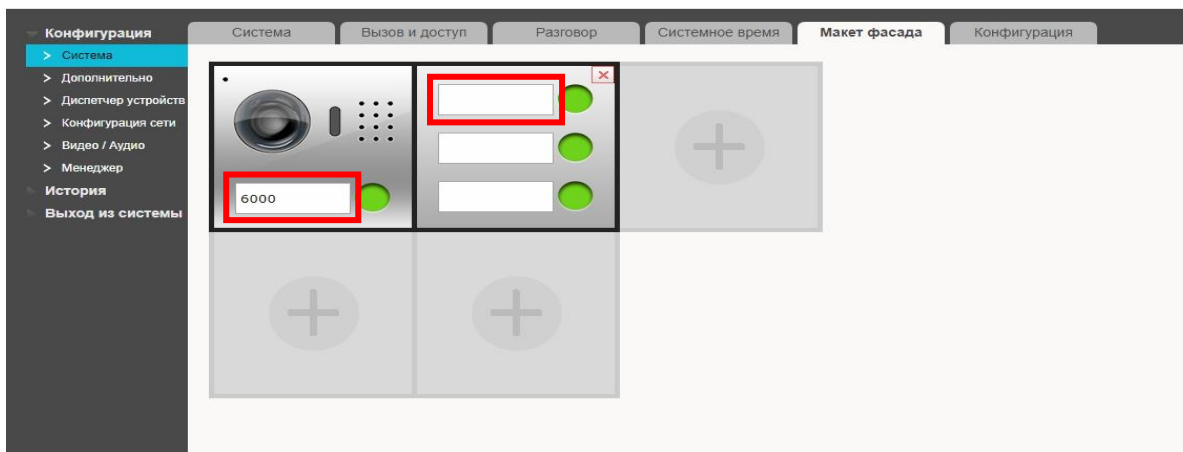 Конфигурация
> Система
> Дополнительно
> Диспетчер устройств
> Конфигурация сети
> Видео / Аудио
> Менеджер
История
Выход из системы
Система Вызов и доступ Разговор Системное время Макет фасада Конфигурация
6000